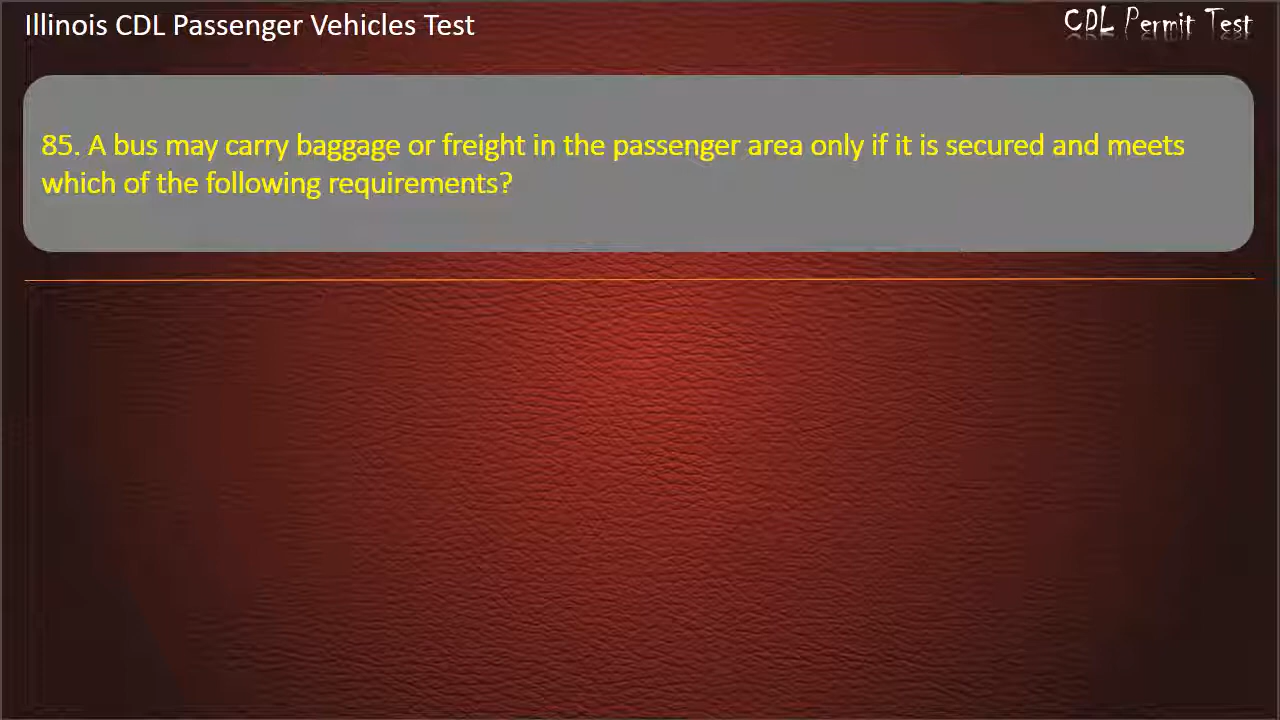 Illinois CDL Passenger Vehicles Test
CDL Permit Test
85. A bus may carry baggage or freight in the passenger area only if it is secured and meets
which of the following requirements?